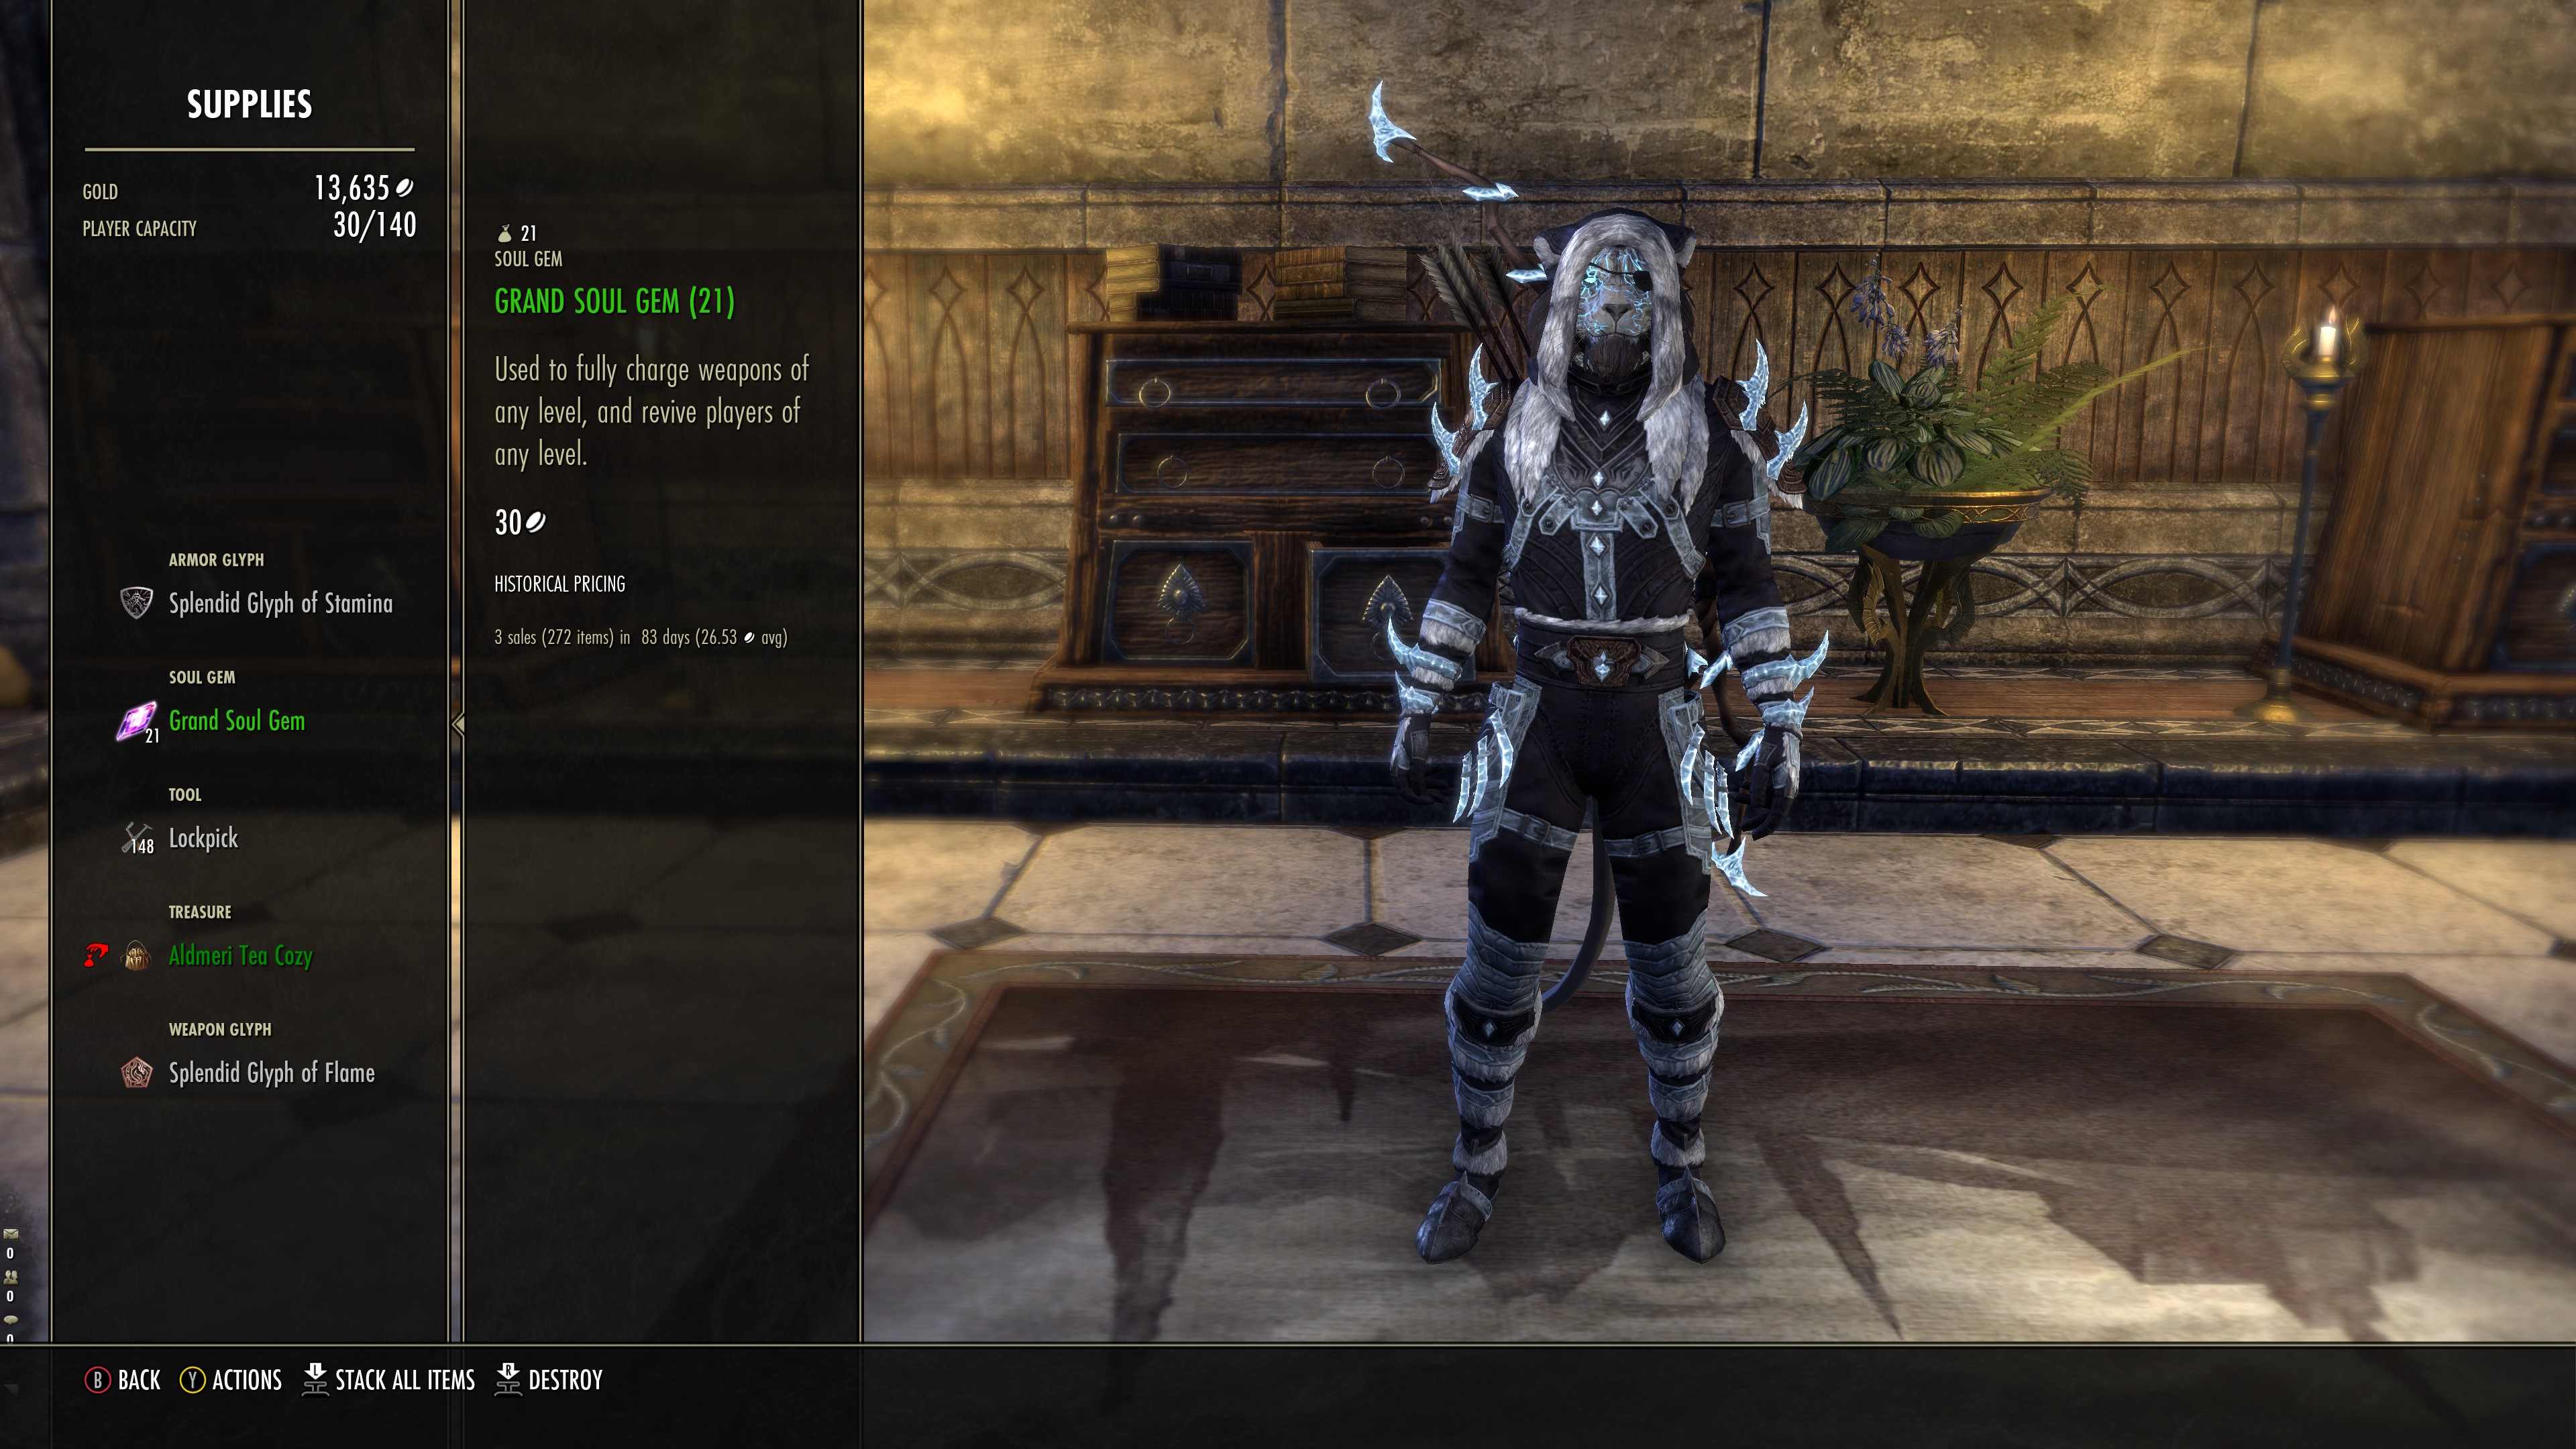 SUPPLIES
GOLD 13,635
PLAYER CAPACITY 30/140
ARMOR GLYPH
Splendid Glyph of Stamina
SOUL GEM
Grand Soul Gem
21
TOOL
Lockpick
148
TREASURE
Aldmeri Tea Cozy
WEAPON GLYPH
Splendid Glyph of Flame
21
SOUL GEM
GRAND SOUL GEM (21)
Used to fully charge weapons of
any level, and revive players of
any level.
30
HISTORICAL PRICING
3 sales (272 items) in 83 days (26.53 avg)
0
0
0
B BACK Y ACTIONS L STACK ALL ITEMS R DESTROY